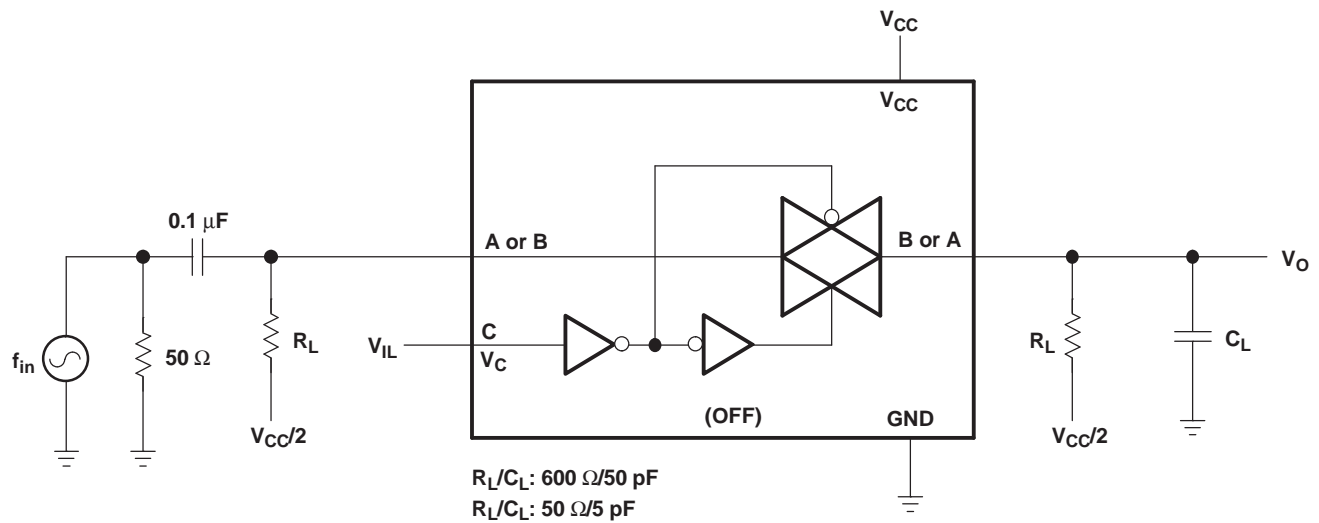 VCC
VCC
0.1 μF
A or B
B or A
VO
fin
50 Ω
RL
VCC/2
VIL
C
VC
(OFF)
GND
RL
CL
VCC/2
RL/CL: 600 Ω/50 pF
RL/CL: 50 Ω/5 pF